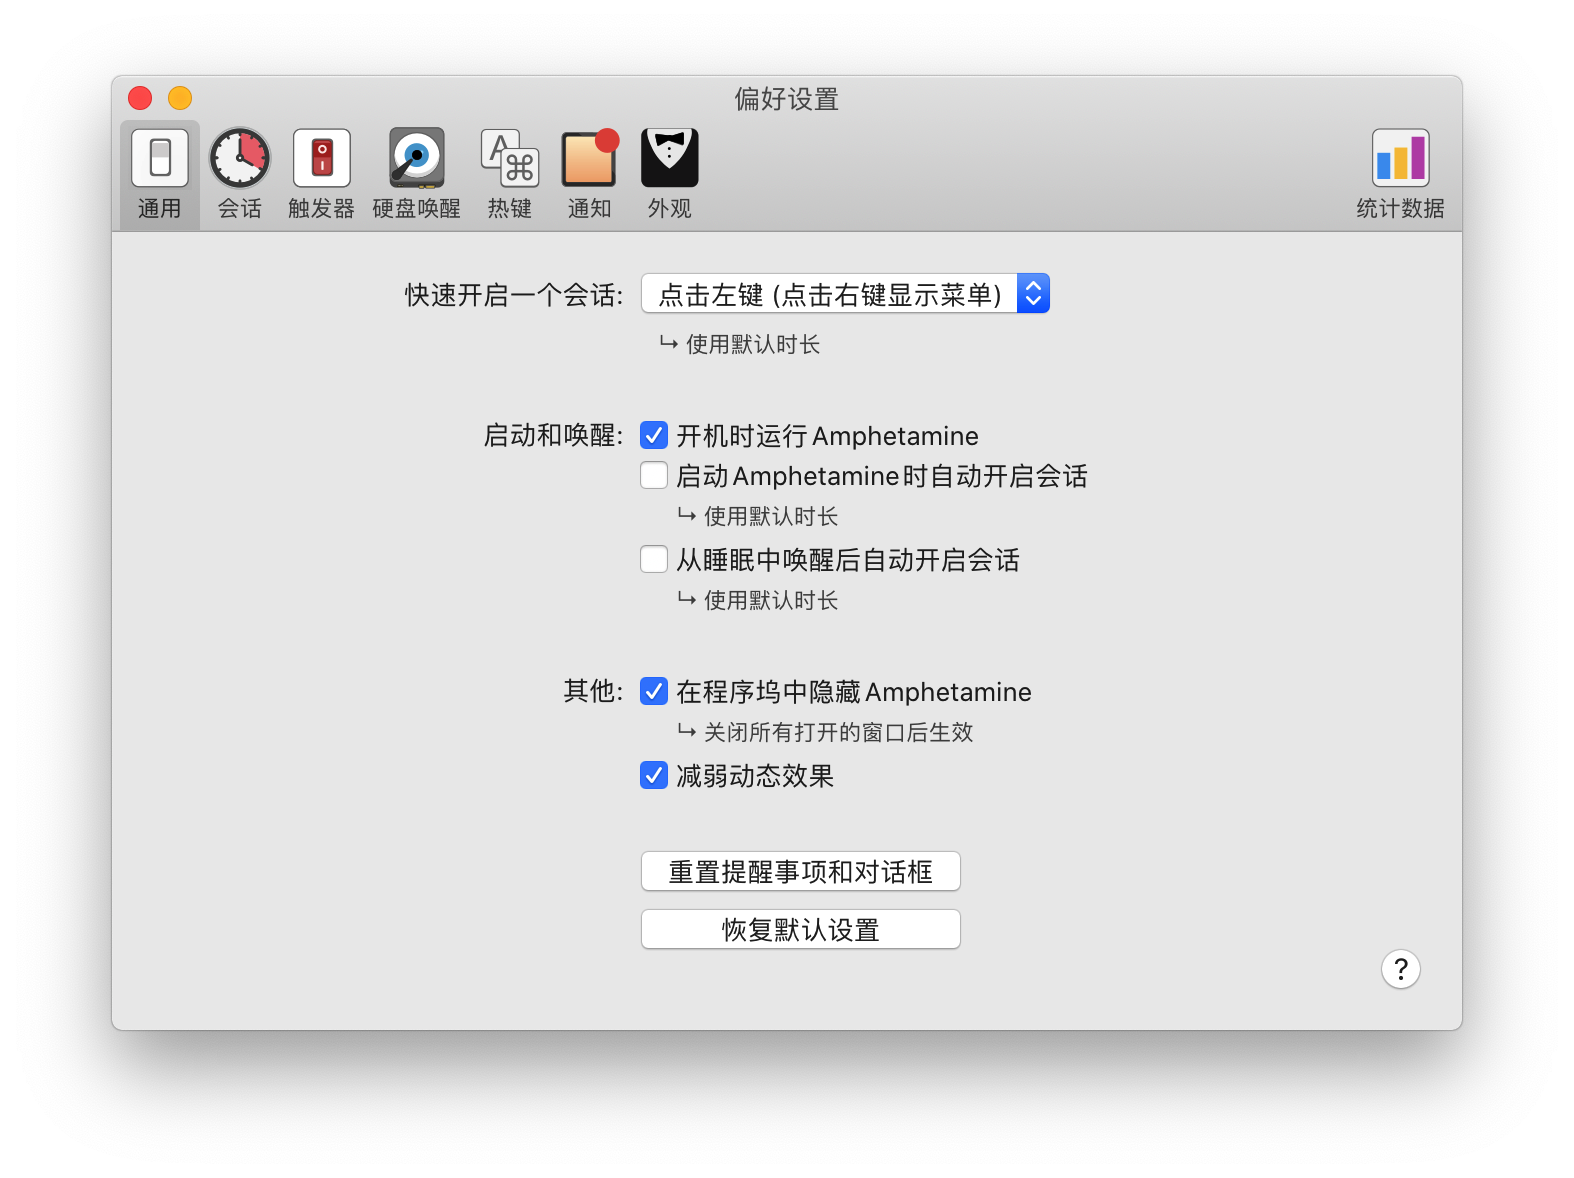 偏好设置
通用
会话
触发器
硬盘唤醒
热键
通知
外观
统计数据
快速开启一个会话: 点击左键 (点击右键显示菜单)
↳ 使用默认时长
启动和唤醒: 开机时运行 Amphetamine
启动 Amphetamine 时自动开启会话
↳ 使用默认时长
从睡眠中唤醒后自动开启会话
↳ 使用默认时长
其他: 在程序坞中隐藏 Amphetamine
↳ 关闭所有打开的窗口后生效
减弱动态效果
重置提醒事项和对话框
恢复默认设置
?